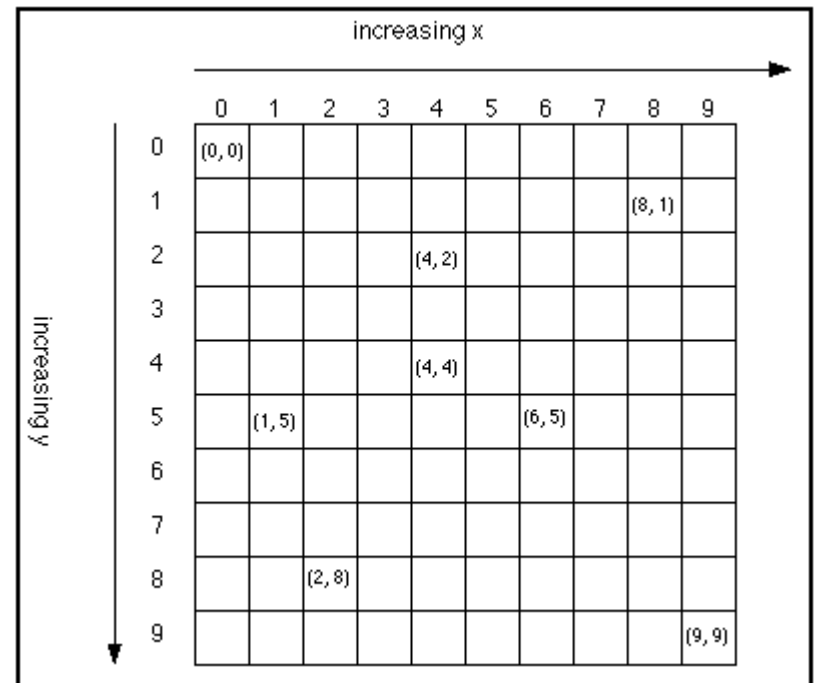 increasing x
0 1 2 3 4 5 6 7 8 9
0 (0, 0)
1 (8, 1)
2 (4, 2)
3
increasing y
4 (4, 4)
5 (1, 5) (6, 5)
6
7
8 (2, 8)
9 (9, 9)